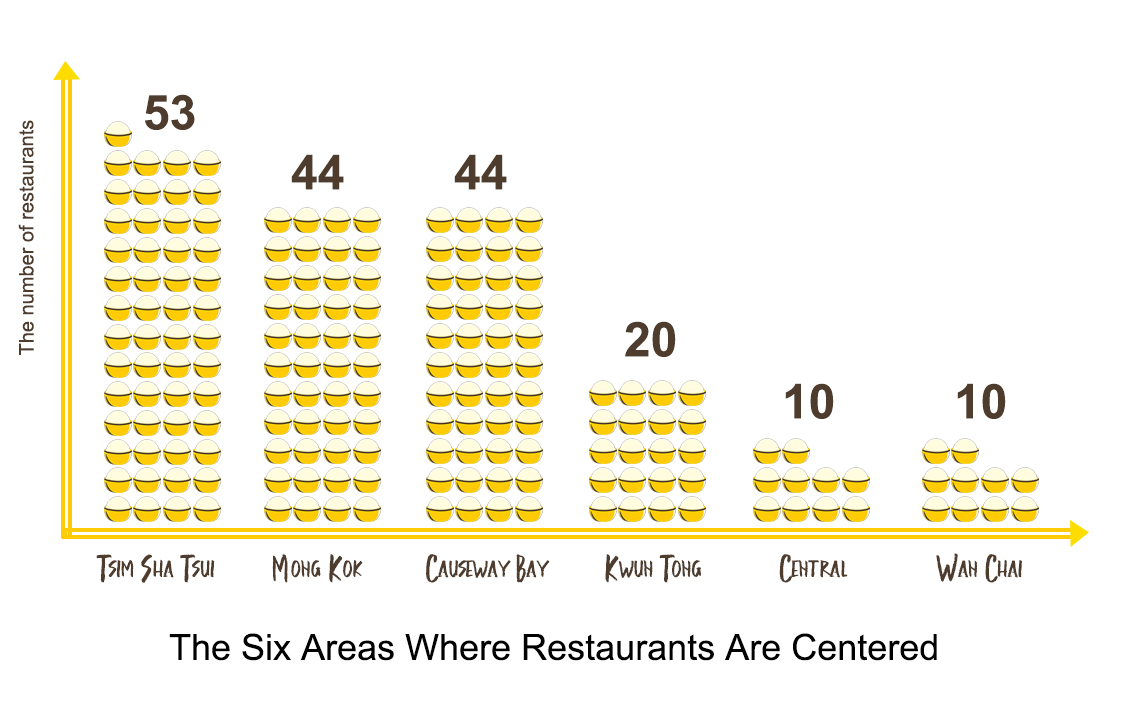 The number of restaurants
53
44
44
20
10
10
Tsim Sha Tsui
Mong Kok
Causeway Bay
Kwun Tong
Central
Wan Chai
The Six Areas Where Restaurants Are Centered